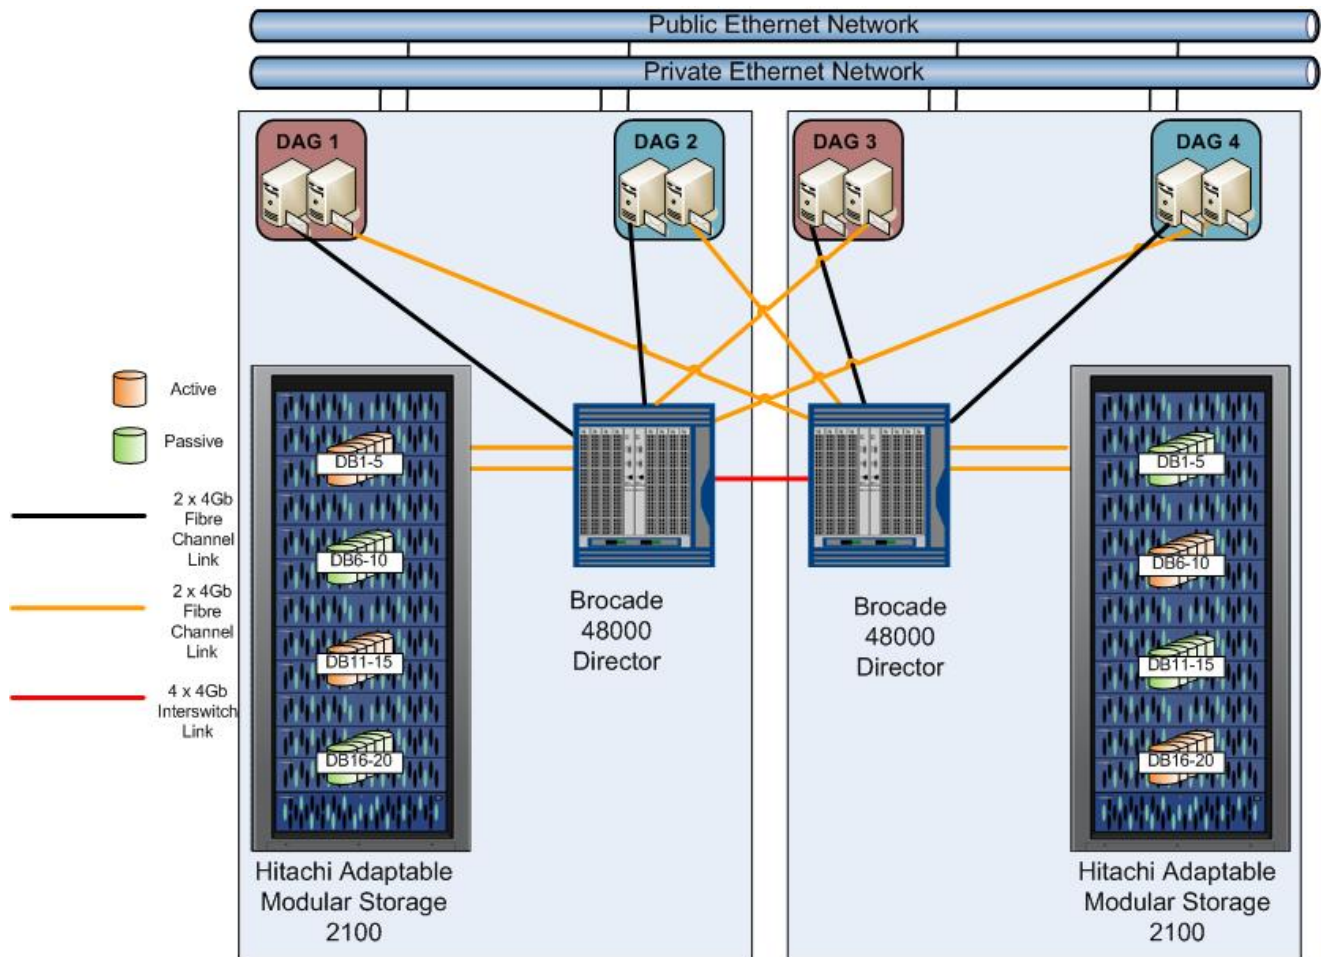 Public Ethernet Network
Private Ethernet Network
DAG 1
DAG 2
DAG 3
DAG 4
Active
Passive
2 x 4Gb
Fibre
Channel
Link
2 x 4Gb
Fibre
Channel
Link
4 x 4Gb
Interswitch
Link
DB1-5
DB6-10
DB11-15
DB16-20
Hitachi Adaptable
Modular Storage
2100
Brocade
48000
Director
Brocade
48000
Director
DB1-5
DB6-10
DB11-15
DB16-20
Hitachi Adaptable
Modular Storage
2100